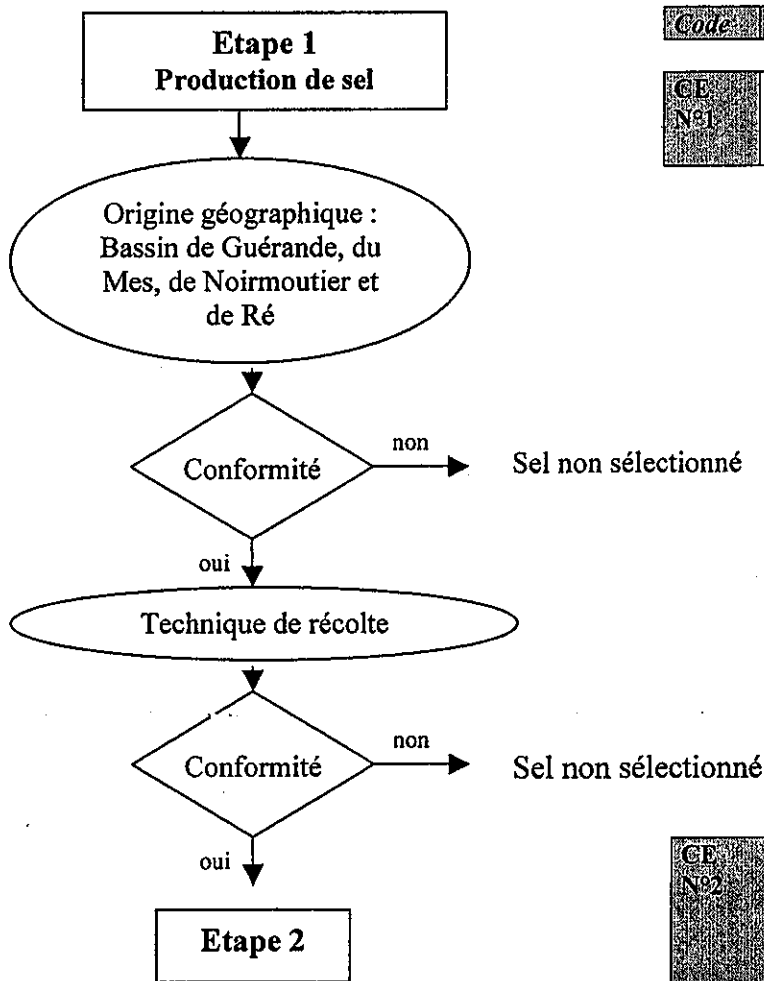 Etape 1
Production de sel
Code
CE
N°1
Origine géographique :
Bassin de Guérande, du
Mes, de Noirmoutier et
de Ré
Conformité
non
Sel non sélectionné
oui
Technique de récolte
Conformité
non
Sel non sélectionné
oui
CE
N°2
Etape 2